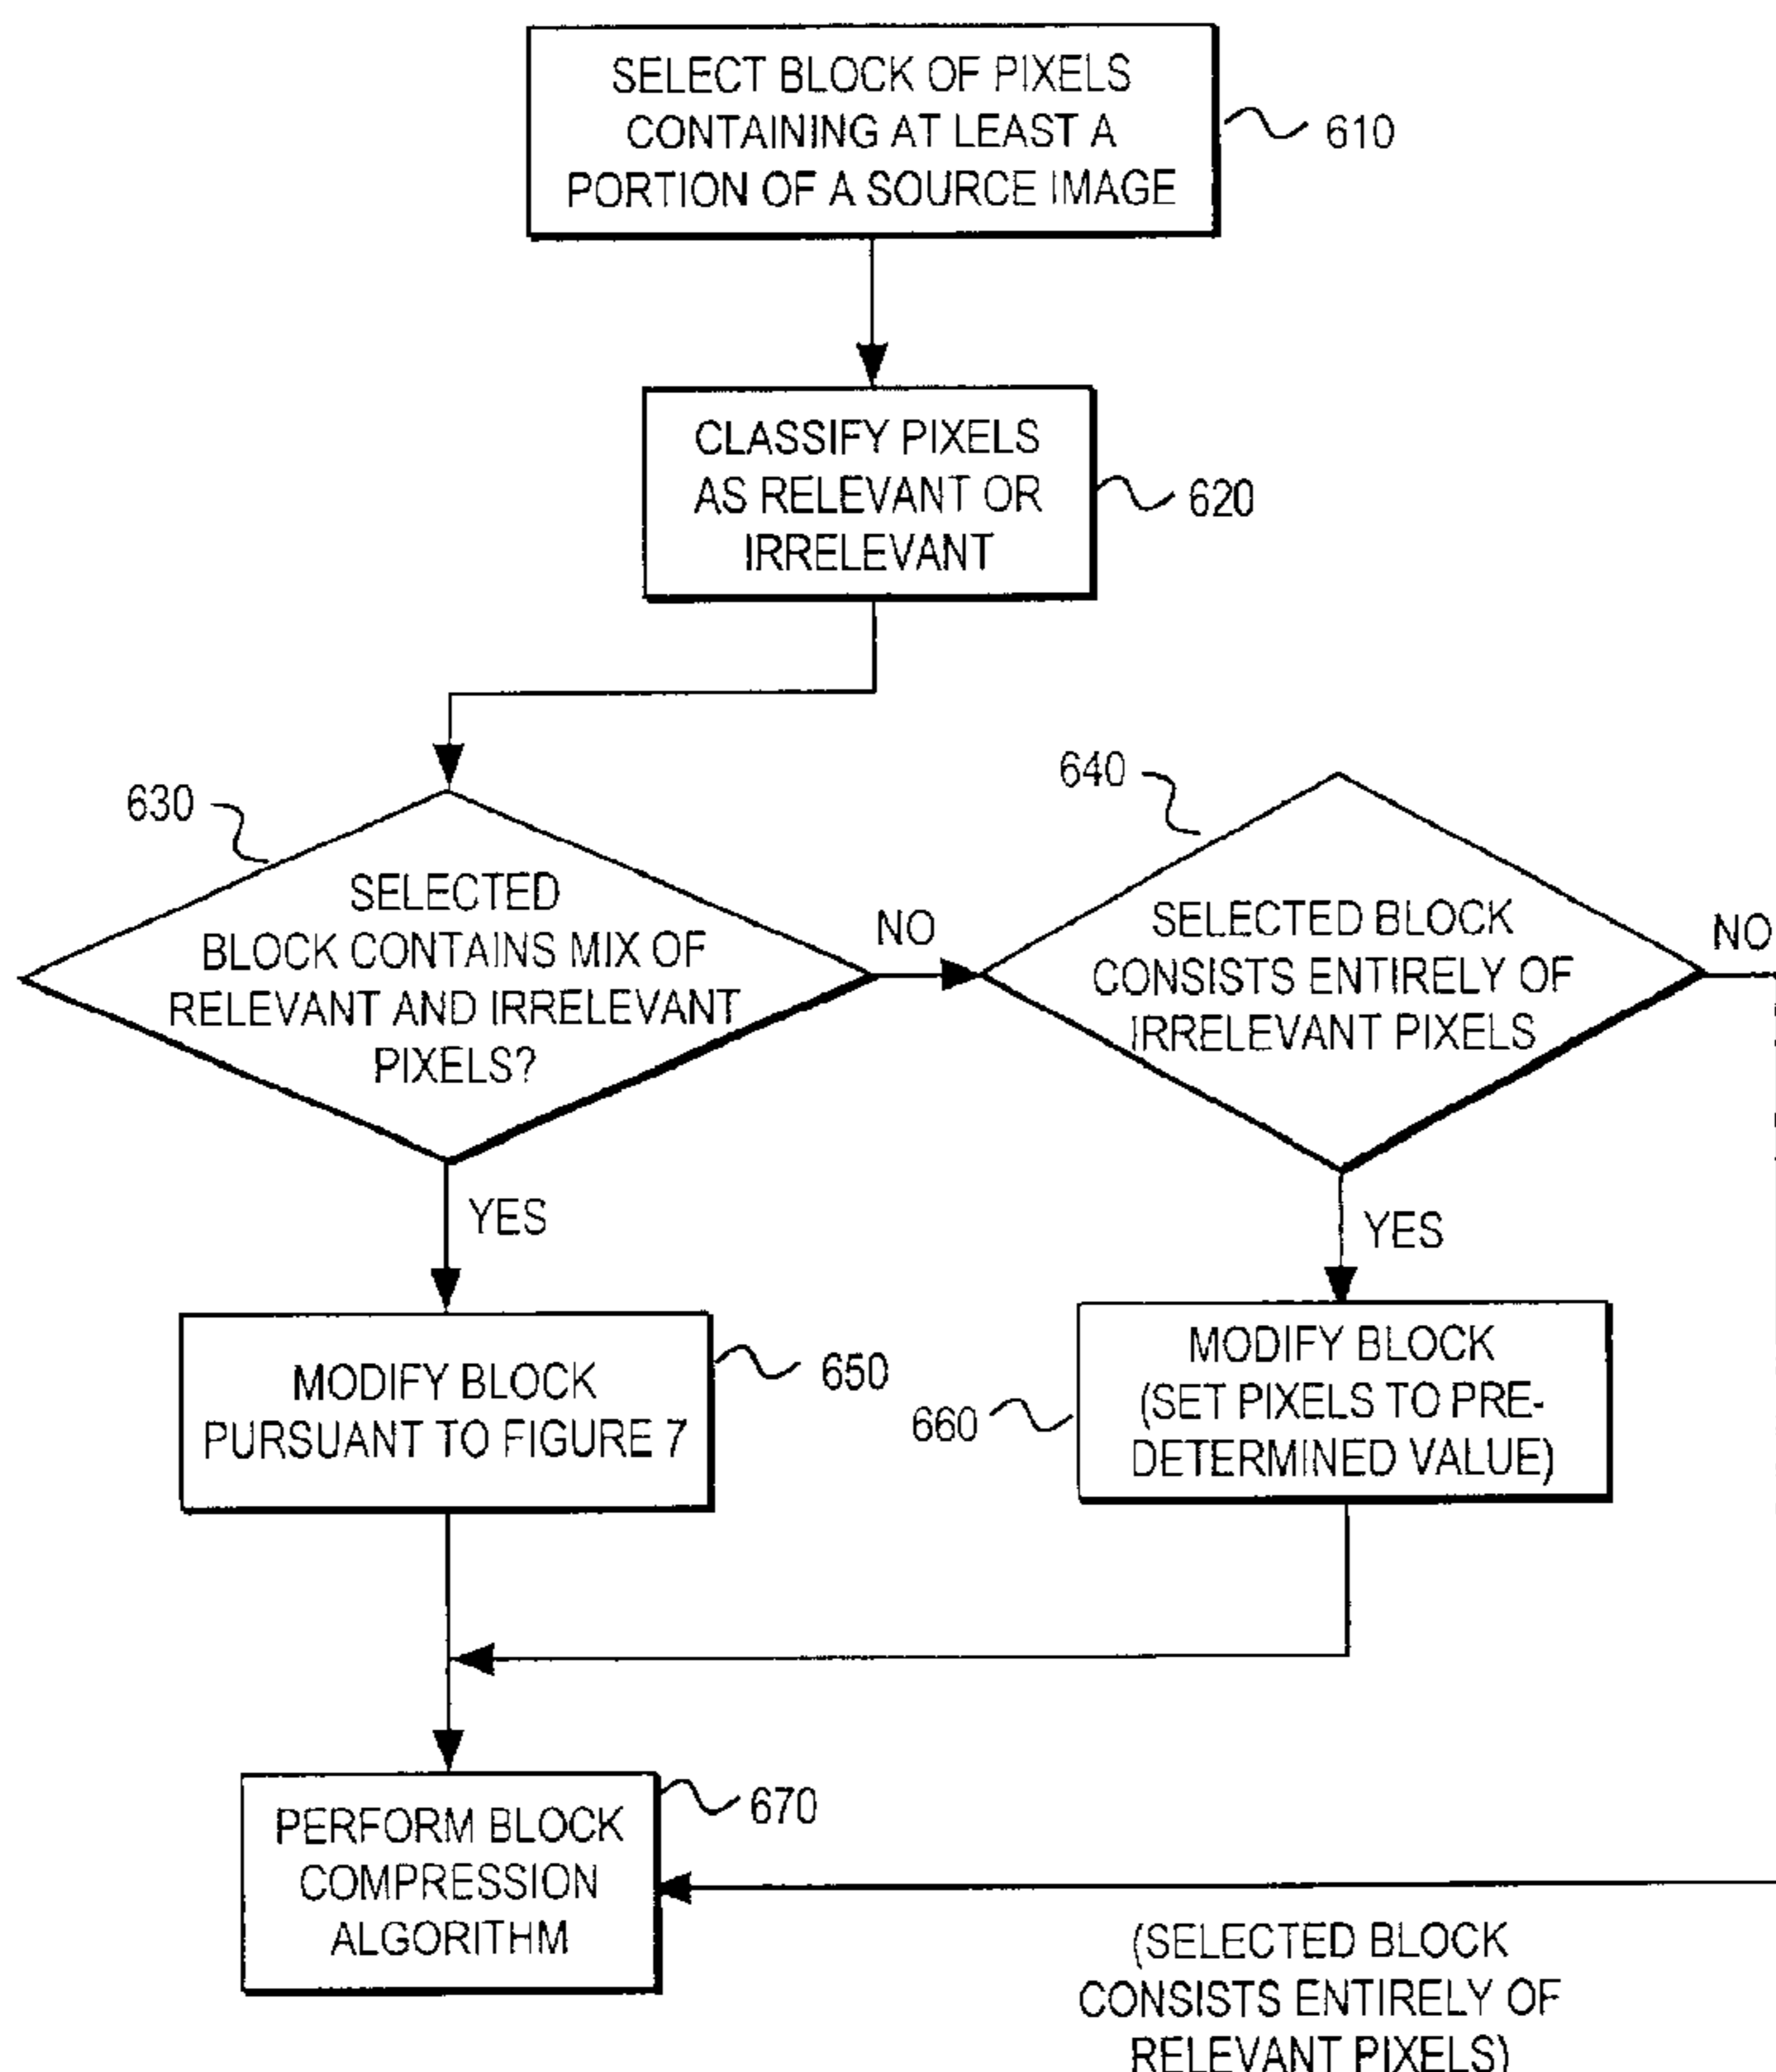 SELECT BLOCK OF PIXELS
CONTAINING AT LEAST A
PORTION OF A SOURCE IMAGE
610
CLASSIFY PIXELS
AS RELEVANT OR
IRRELEVANT
620
630
SELECTED
BLOCK CONTAINS MIX OF
RELEVANT AND IRRELEVANT
PIXELS?
NO
640
SELECTED BLOCK
CONSISTS ENTIRELY OF
IRRELEVANT PIXELS
NO
YES
YES
MODIFY BLOCK
PURSUANT TO FIGURE 7
650
660
MODIFY BLOCK
(SET PIXELS TO PRE-
DETERMINED VALUE)
PERFORM BLOCK
COMPRESSION
ALGORITHM
670
(SELECTED BLOCK
CONSISTS ENTIRELY OF
RELEVANT PIXELS)